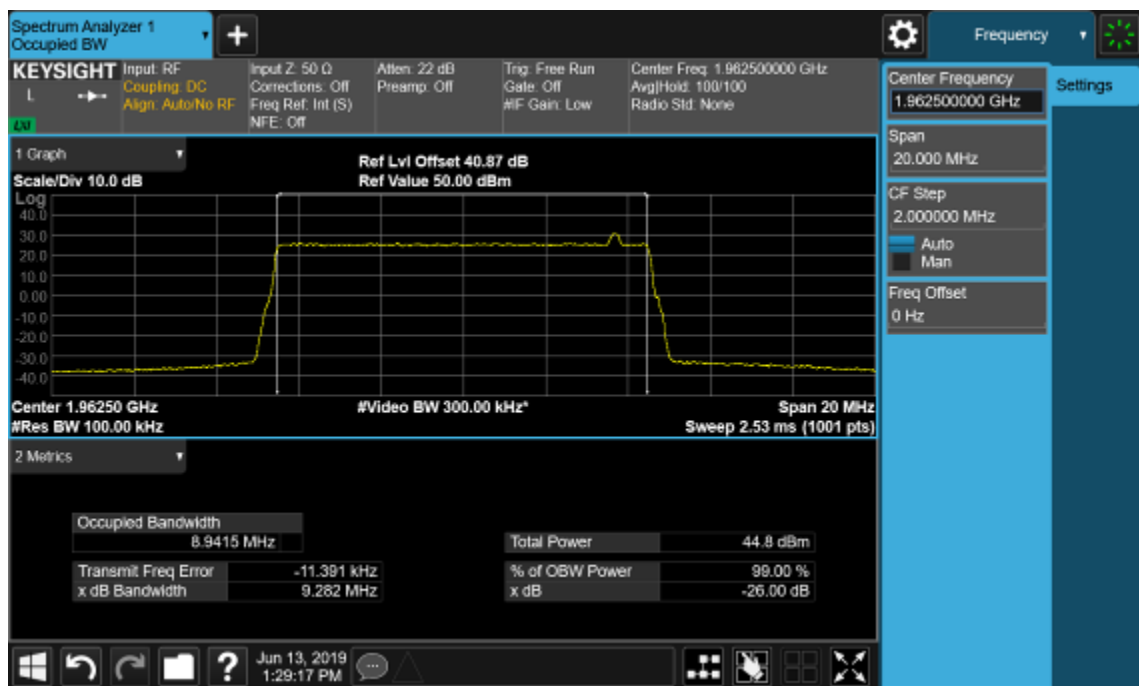 Spectrum Analyzer 1
Occupied BW
Frequency
KEYSIGHT
L
LXI
Input: RF
Coupling: DC
Align: Auto/No RF
Input Z: 50 Ω
Corrections: Off
Freq Ref: Int (S)
NFE: Off
Atten: 22 dB
Preamp: Off
Trig: Free Run
Gate: Off
#IF Gain: Low
Center Freq: 1.962500000 GHz
Avg|Hold: 100/100
Radio Std: None
Center Frequency
1.962500000 GHz
Settings
Span
20.000 MHz
CF Step
2.000000 MHz
Auto
Man
Freq Offset
0 Hz
1 Graph
Scale/Div 10.0 dB
Ref Lvl Offset 40.87 dB
Ref Value 50.00 dBm
Log
40.0
30.0
20.0
10.0
0.00
-10.0
-20.0
-30.0
-40.0
Center 1.96250 GHz
#Video BW 300.00 kHz*
Span 20 MHz
#Res BW 100.00 kHz
Sweep 2.53 ms (1001 pts)
2 Metrics
Occupied Bandwidth
8.9415 MHz
Total Power 44.8 dBm
Transmit Freq Error -11.391 kHz
% of OBW Power 99.00 %
x dB Bandwidth 9.282 MHz
x dB -26.00 dB
Jun 13, 2019
1:29:17 PM